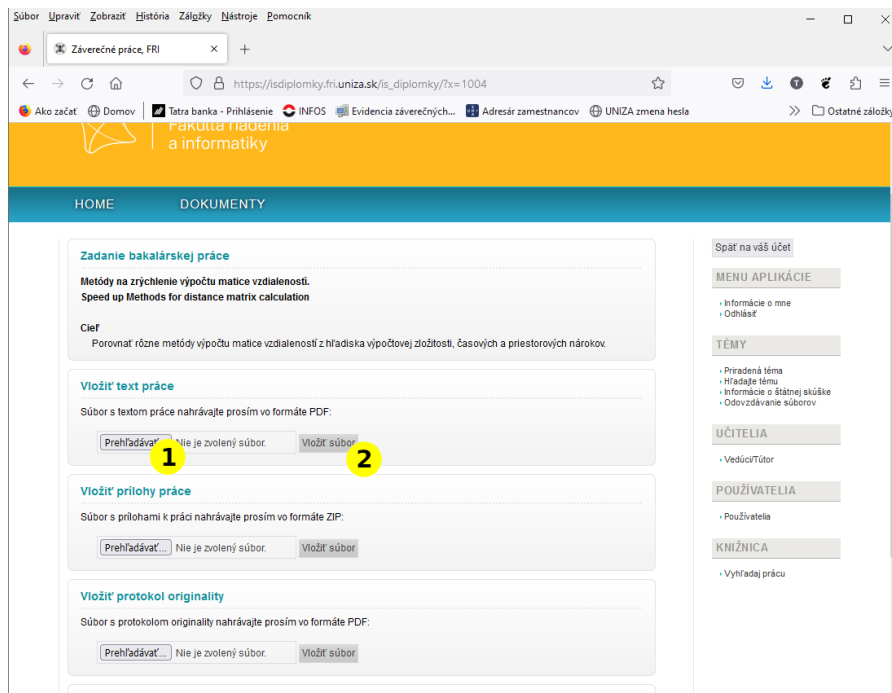 Súbor Upraviť Zobraziť História Záložky Nástroje Pomocník
Záverečné práce, FRI
https://isdiplomky.fri.uniza.sk/is_diplomky/?x=1004
Ako začať Domov Tatra banka - Prihlásenie INFOS Evidencia záverečných... Adresár zamestnancov UNIZA zmena hesla Ostatné záložky
Fakulta riadenia
a informatiky
HOME DOKUMENTY
Zadanie bakalárskej práce
Metódy na zrýchlenie výpočtu matice vzdialeností.
Speed up Methods for distance matrix calculation
Cieľ
Porovnať rôzne metódy výpočtu matice vzdialeností z hľadiska výpočtovej zložitosti, časových a priestorových nárokov.
Vložiť text práce
Súbor s textom práce nahrávajte prosím vo formáte PDF:
Prehľadávať... Nie je zvolený súbor. Vložiť súbor
1 2
Vložiť prílohy práce
Súbor s prílohami k práci nahrávajte prosím vo formáte ZIP:
Prehľadávať... Nie je zvolený súbor. Vložiť súbor
Vložiť protokol originality
Súbor s protokolom originality nahrávajte prosím vo formáte PDF:
Prehľadávať... Nie je zvolený súbor. Vložiť súbor
Späť na váš účet
MENU APLIKÁCIE
Informácie o mne
Odhlásiť
TÉMY
Priradená téma
Hľadajte tému
Informácie o štátnej skúške
Odovzdávanie súborov
UČITELIA
Vedúci/Tútor
POUŽÍVATELIA
Používatelia
KNIŽNICA
Vyhľadaj prácu